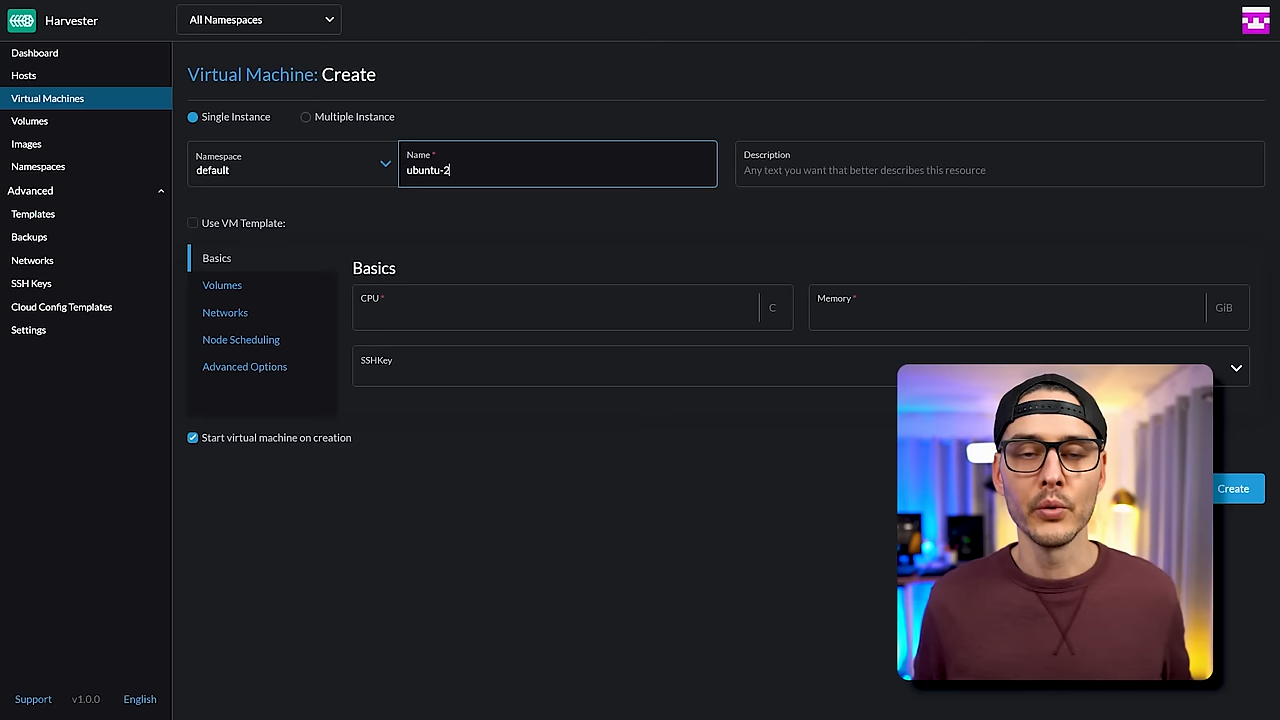 Harvester
All Namespaces
Dashboard
Hosts
Virtual Machines
Volumes
Images
Namespaces
Advanced
Templates
Backups
Networks
SSH Keys
Cloud Config Templates
Settings
Support v1.0.0 English
Virtual Machine: Create
Single Instance Multiple Instance
Namespace
default
Name *
ubuntu-2
Description
Any text you want that better describes this resource
Use VM Template:
Basics
Volumes
Networks
Node Scheduling
Advanced Options
Basics
CPU * C
Memory * GiB
SSHKey
Start virtual machine on creation
Create